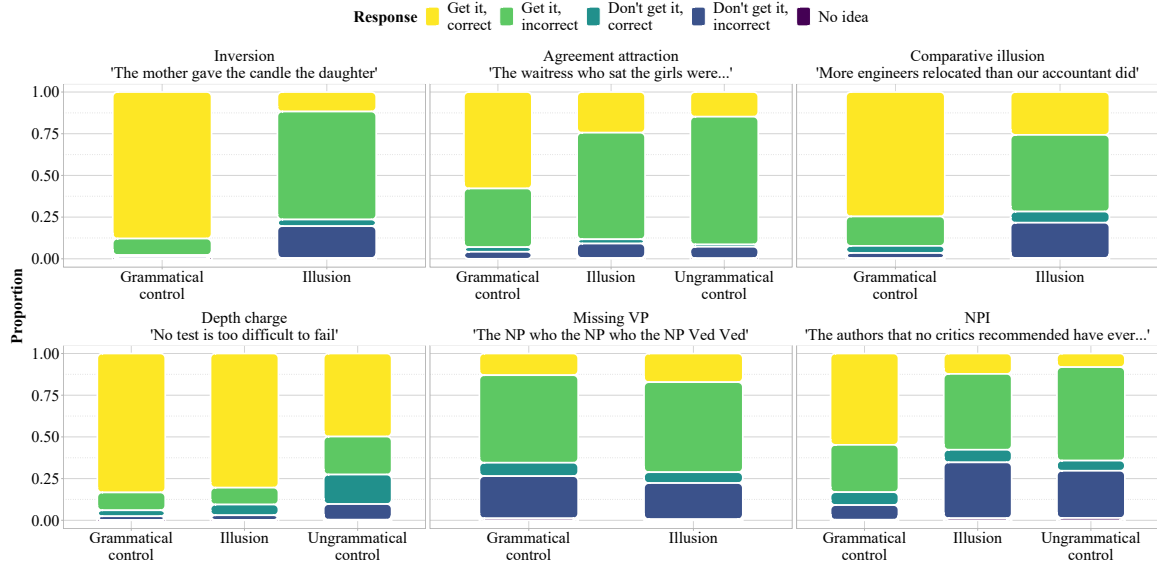 Response
Get it,
correct
Get it,
incorrect
Don't get it,
correct
Don't get it,
incorrect
No idea
Proportion
Inversion
'The mother gave the candle the daughter'
Agreement attraction
'The waitress who sat the girls were...'
Comparative illusion
'More engineers relocated than our accountant did'
1.00
0.75
0.50
0.25
0.00
Grammatical
control
Illusion
Grammatical
control
Illusion
Ungrammatical
control
Grammatical
control
Illusion
Depth charge
'No test is too difficult to fail'
Missing VP
'The NP who the NP who the NP Ved Ved'
NPI
'The authors that no critics recommended have ever...'
1.00
0.75
0.50
0.25
0.00
Grammatical
control
Illusion
Ungrammatical
control
Grammatical
control
Illusion
Grammatical
control
Illusion
Ungrammatical
control